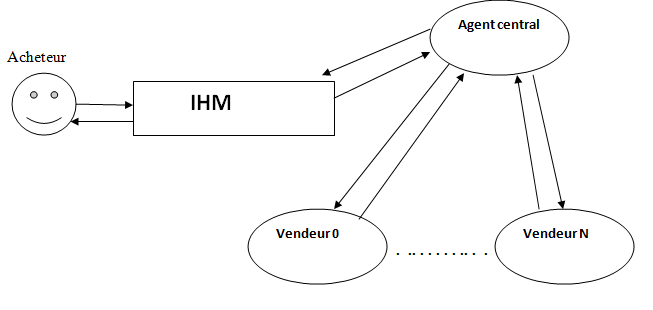 Agent central
Acheteur
IHM
Vendeur 0
. .. . . . . .. . .
Vendeur N